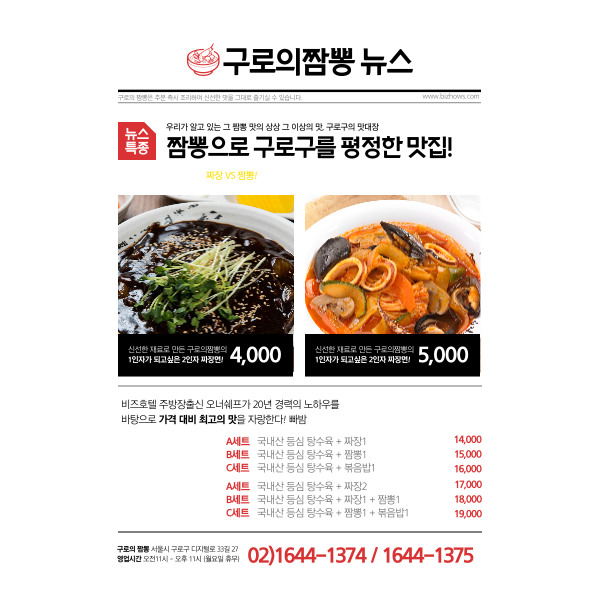 구로의짬뽕 뉴스
구로의 짬뽕은 주문 즉시 조리하여 신선한 맛을 그대로 즐기실 수 있습니다.
www.bizhows.com
뉴스
특종
우리가 알고 있는 그 짬뽕 맛의 상상 그 이상의 맛, 구로구의 맛대장
짬뽕으로 구로구를 평정한 맛집!
짜장 VS 짬뽕!
신선한 재료로 만든 구로의짬뽕의
1인자가 되고싶은 2인자 짜장면!
4,000
신선한 재료로 만든 구로의짬뽕의
1인자가 되고싶은 2인자 짜장면!
5,000
비즈호텔 주방장출신 오너쉐프가 20년 경력의 노하우를
바탕으로 가격 대비 최고의 맛을 자랑한다! 빠밤
A세트 국내산 등심 탕수육 + 짜장1 14,000
B세트 국내산 등심 탕수육 + 짬뽕1 15,000
C세트 국내산 등심 탕수육 + 볶음밥1 16,000
A세트 국내산 등심 탕수육 + 짜장2 17,000
B세트 국내산 등심 탕수육 + 짜장1 + 짬뽕1 18,000
C세트 국내산 등심 탕수육 + 짬뽕1 + 볶음밥1 19,000
구로의 짬뽕 서울시 구로구 디지털로 33길 27
영업시간 오전11시 - 오후 11시 (월요일 휴무)
02)1644-1374 / 1644-1375